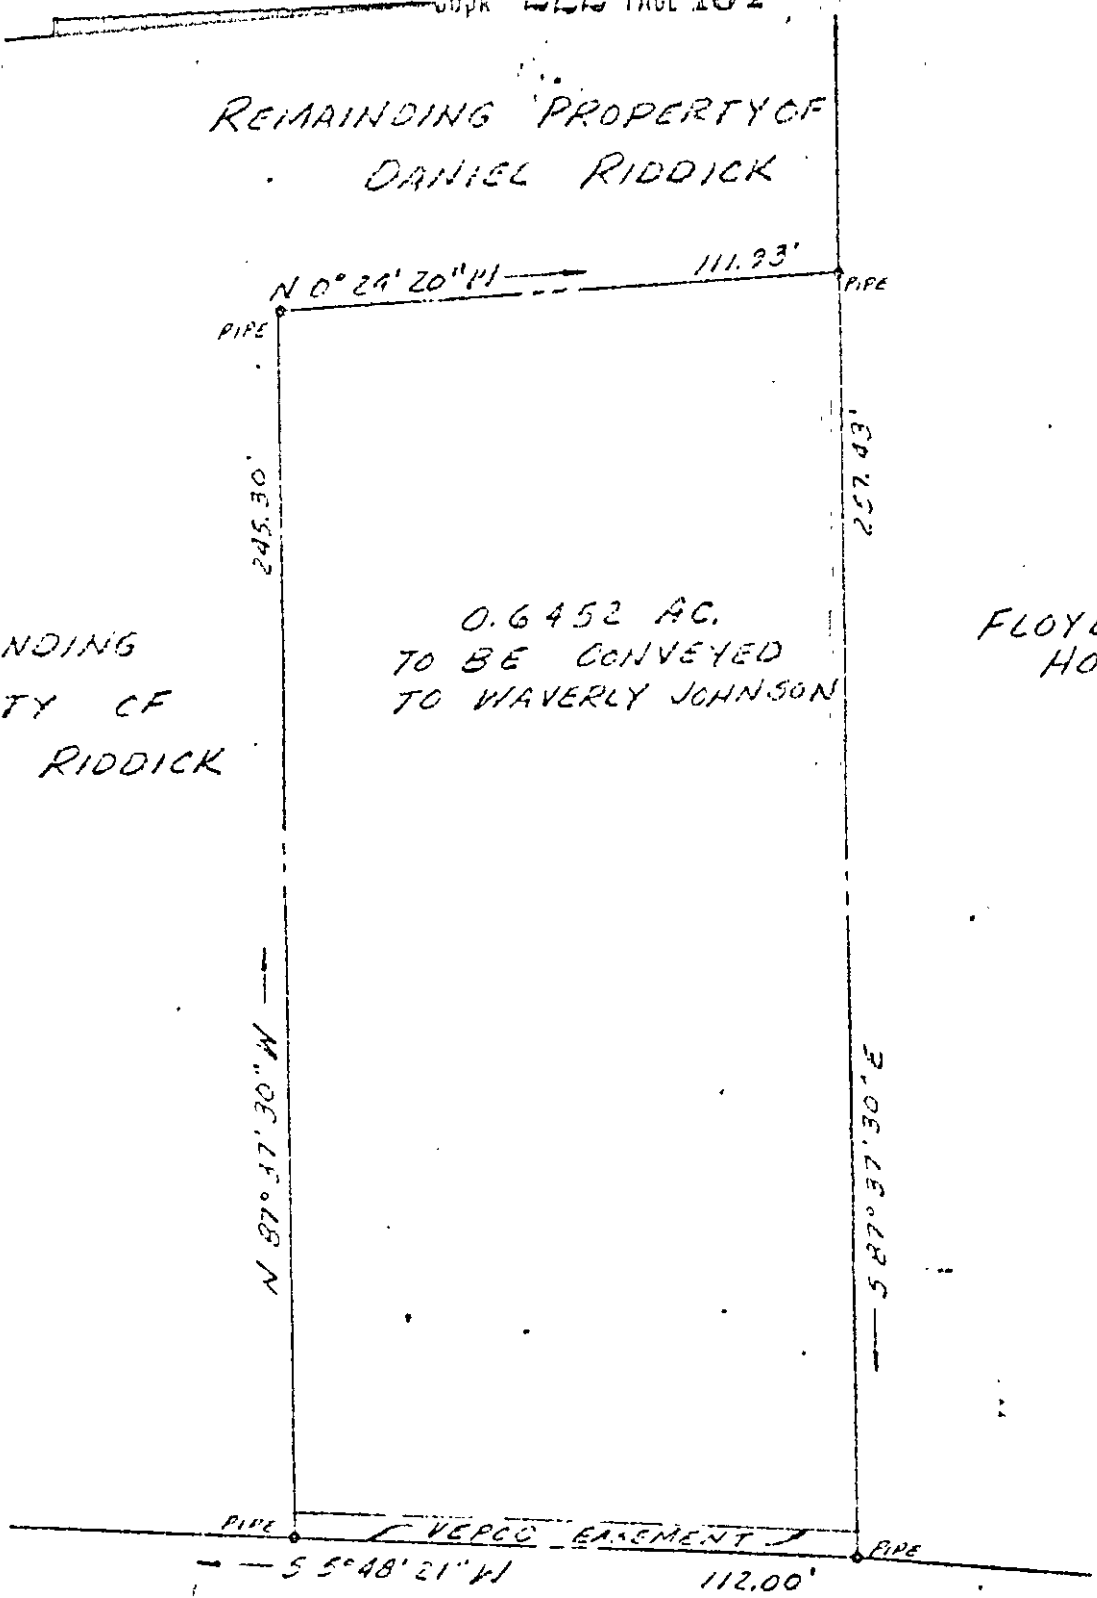 REMAINDING PROPERTY OF
DANIEL RIDDICK
N 0° 24' 20" W 111.93'
PIPE
PIPE
245.30'
257.43'
0.6452 AC.
TO BE CONVEYED
TO WAVERLY JOHNSON
NDING
TY OF
RIDDICK
FLOY
HO
N 87° 37' 30" W
S 87° 37' 30" E
PIPE
VEPCO EASEMENT
PIPE
S 5° 48' 21" W 112.00'